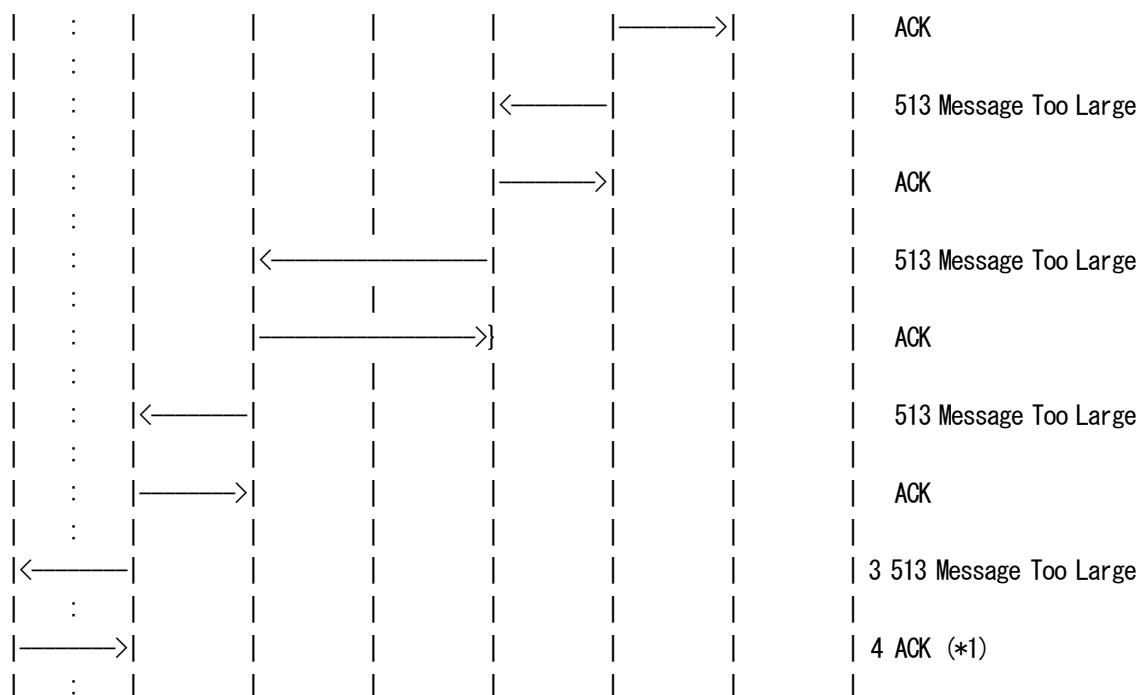 |    :    |         |         |         |         |-------->|         |   ACK
|    :    |         |         |         |         |         |         |
|    :    |         |         |         |<--------|         |         |   513 Message Too Large
|    :    |         |         |         |         |         |         |
|    :    |         |         |         |-------->|         |         |   ACK
|    :    |         |         |         |         |         |         |
|    :    |         |<------------------|         |         |         |   513 Message Too Large
|    :    |         |         |         |         |         |         |
|    :    |         |------------------>}         |         |         |   ACK
|    :    |         |         |         |         |         |         |
|    :    |<--------|         |         |         |         |         |   513 Message Too Large
|    :    |         |         |         |         |         |         |
|    :    |-------->|         |         |         |         |         |   ACK
|    :    |         |         |         |         |         |         |
|<--------|         |         |         |         |         |         | 3 513 Message Too Large
|    :    |         |         |         |         |         |         |
|-------->|         |         |         |         |         |         | 4 ACK (*1)
|    :    |         |         |         |         |         |         |